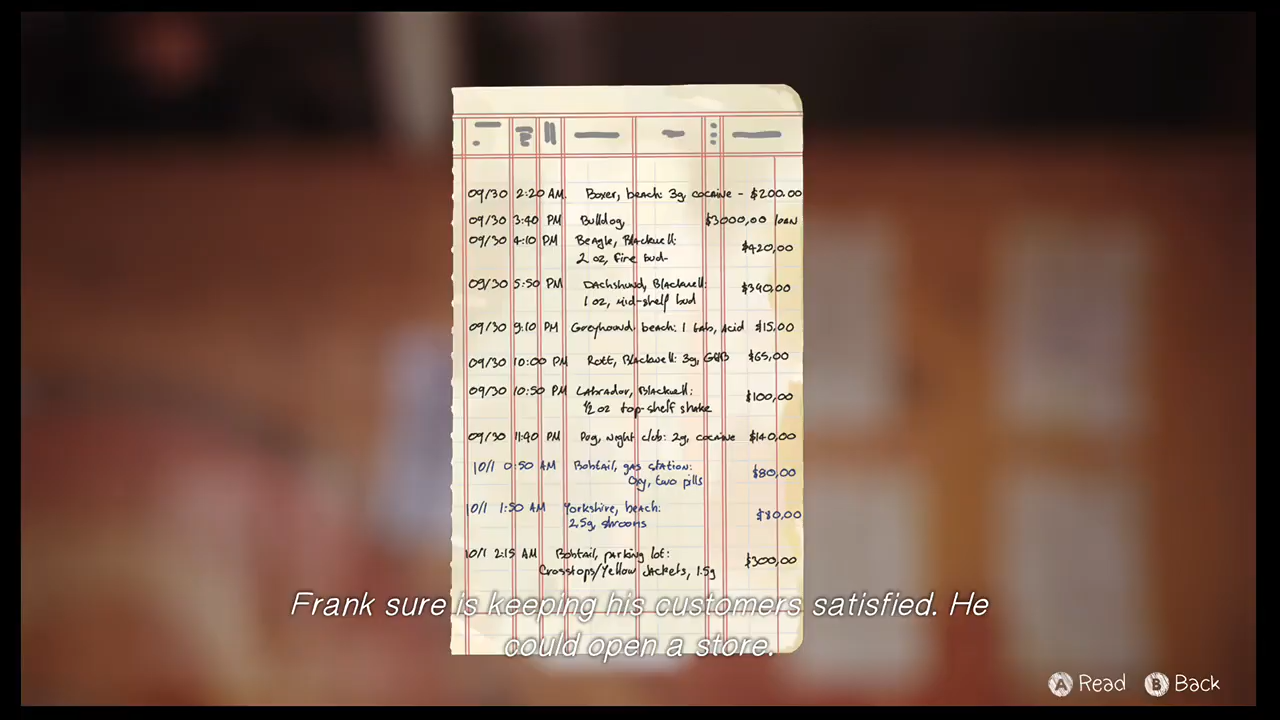 09/30 2:20 AM. Boxer, beach: 3g, cocaine - $200.00
09/30 3:40 PM Bulldog, $3000,00 loan
09/30 4:10 PM Beagle, Blackwell: $420,00
2 oz, fire bud-
09/30 5:50 PM Dachshund, Blackwell: $340,00
1 oz, mid-shelf bud
09/30 9:10 PM Greyhound, beach: 1 tab, acid $15,00
09/30 10:00 PM Rott, Blackwell: 3g, GHB $65,00
09/30 10:50 PM Labrador, Blackwell: $100,00
1/2 oz top-shelf shake
09/30 11:40 PM Pug, night club: 2g, cocaine $140,00
10/1 0:50 AM Bobtail, gas station: $80,00
Oxy, two pills
10/1 1:50 AM Yorkshire, beach: $80,00
2.5g, shrooms
10/1 2:15 AM Bobtail, parking lot: $300,00
Crosstops/Yellow Jackets, 1.5g
Frank sure is keeping his customers satisfied. He
could open a store.
A Read B Back